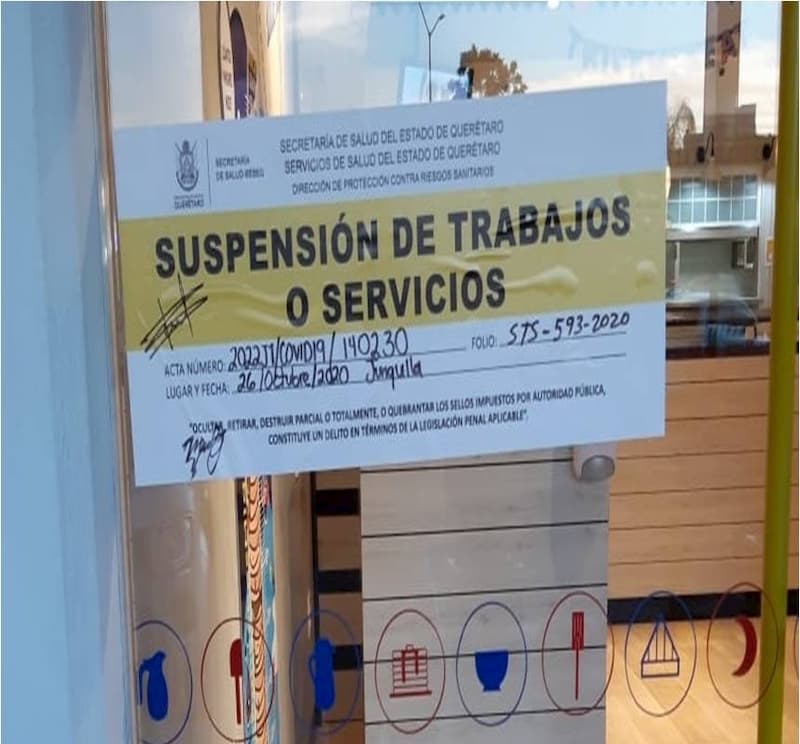 SECRETARÍA DE SALUD DEL ESTADO DE QUERÉTARO
SERVICIOS DE SALUD DEL ESTADO DE QUERÉTARO
DIRECCIÓN DE PROTECCIÓN CONTRA RIESGOS SANITARIOS
QUERÉTARO
SECRETARÍA
DE SALUD-SESEQ
SUSPENSIÓN DE TRABAJOS
O SERVICIOS
ACTA NÚMERO: /COVID19/140230 FOLIO: STS-593-2020
LUGAR Y FECHA: 26/Octubre/2020 Juriquilla
"OCULTAR, RETIRAR, DESTRUIR PARCIAL O TOTALMENTE, O QUEBRANTAR LOS SELLOS IMPUESTOS POR AUTORIDAD PÚBLICA,
CONSTITUYE UN DELITO EN TÉRMINOS DE LA LEGISLACIÓN PENAL APLICABLE".